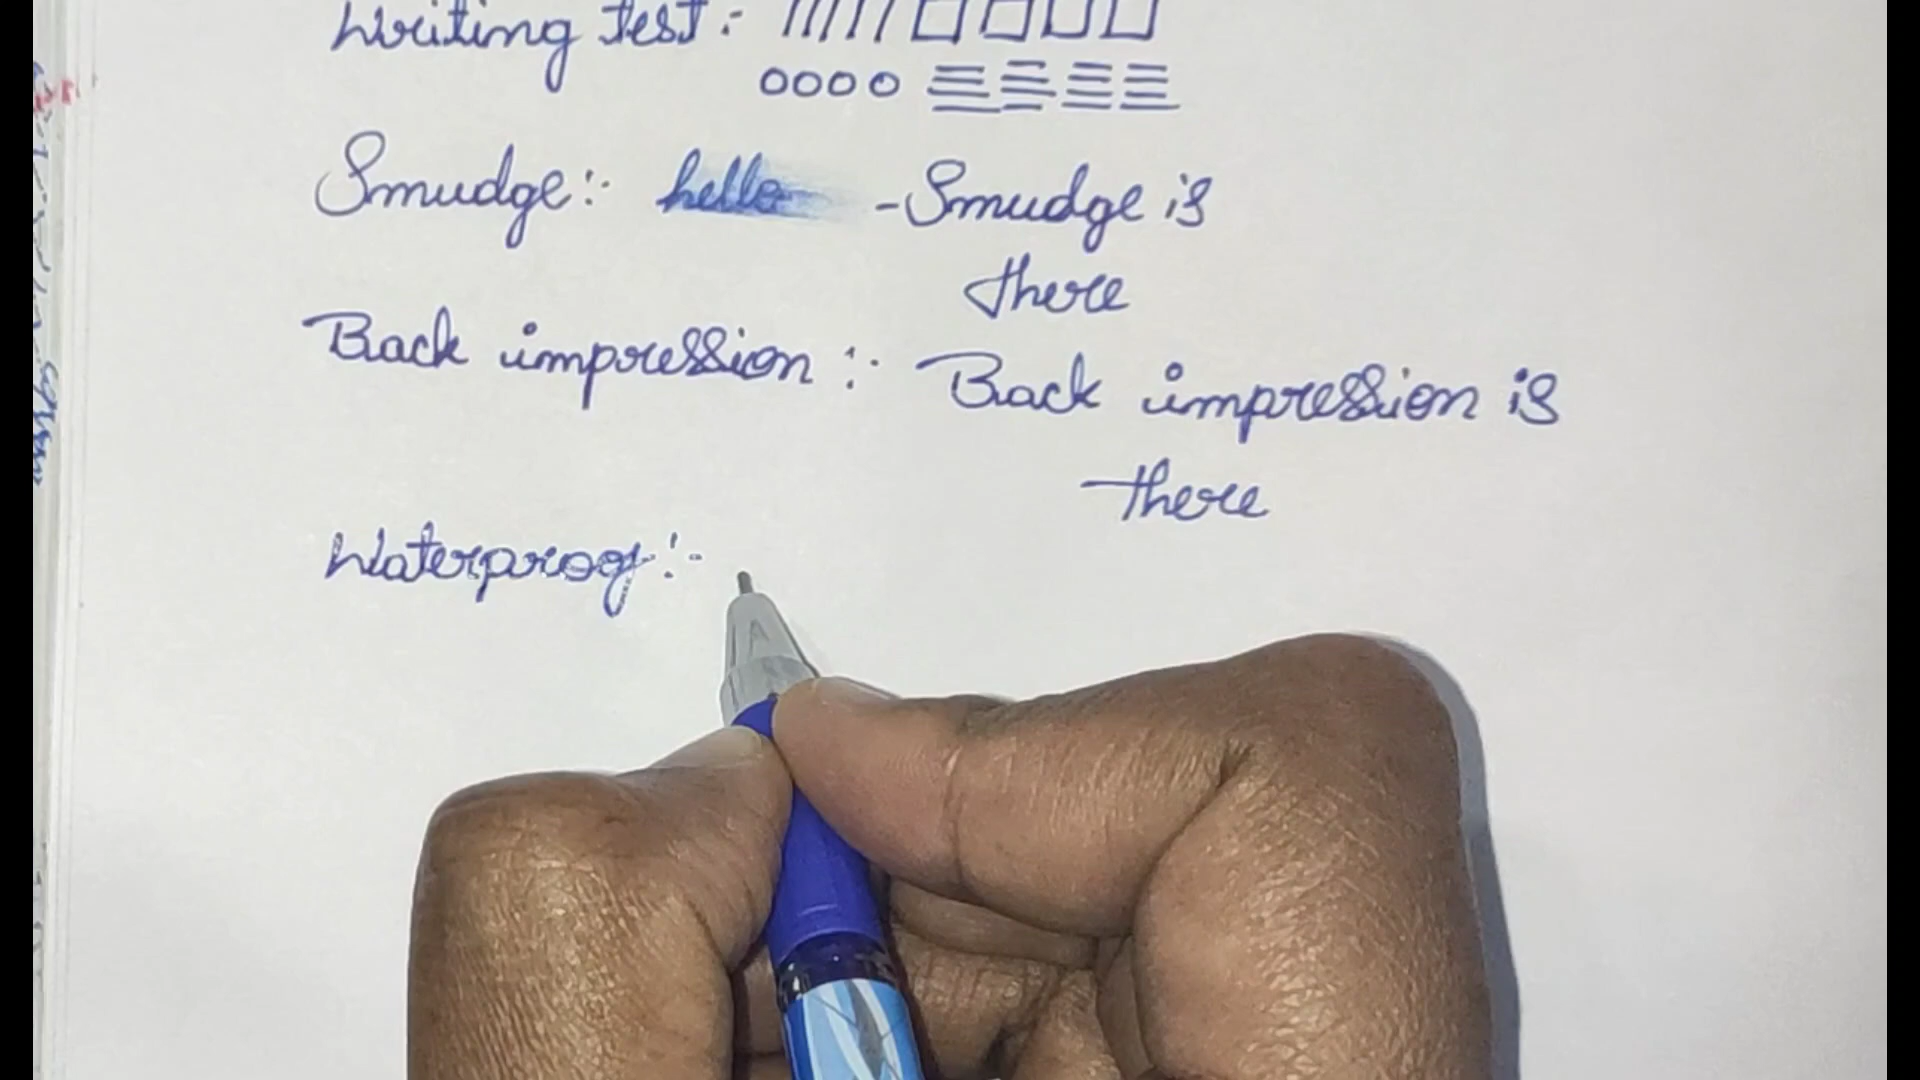 Writing test:-
Smudge:- hello -Smudge is
there
Back impression:- Back impression is
there
Waterproof:-